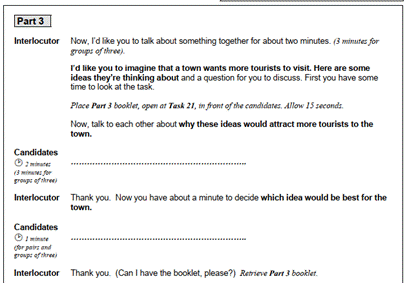 Part 3
Interlocutor Now, I'd like you to talk about something together for about two minutes. (3 minutes for
groups of three).
I'd like you to imagine that a town wants more tourists to visit. Here are some
ideas they're thinking about and a question for you to discuss. First you have some
time to look at the task.
Place Part 3 booklet, open at Task 21, in front of the candidates. Allow 15 seconds.
Now, talk to each other about why these ideas would attract more tourists to the
town.
Candidates
2 minutes ..........................................................
(3 minutes for
groups of three)
Interlocutor Thank you. Now you have about a minute to decide which idea would be best for the
town.
Candidates
1 minute ..........................................................
(for pairs and
groups of three)
Interlocutor Thank you. (Can I have the booklet, please?) Retrieve Part 3 booklet.